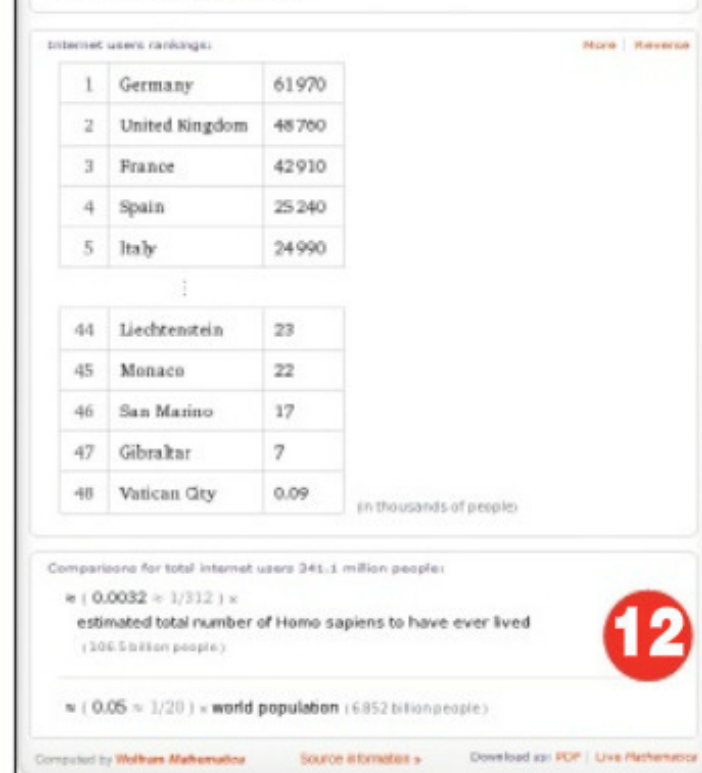 Internet users rankings:
More | Reverse
1 Germany 61970
2 United Kingdom 48760
3 France 42910
4 Spain 25240
5 Italy 24990
⋮
44 Liechtenstein 23
45 Monaco 22
46 San Marino 17
47 Gibraltar 7
48 Vatican City 0.09
(in thousands of people)
Comparisons for total internet users 341.1 million people:
≈ ( 0.0032 ≈ 1/312 ) ×
estimated total number of Homo sapiens to have ever lived
( 106.5 billion people )
12
≈ ( 0.05 ≈ 1/20 ) × world population ( 6.852 billion people )
Computed by Wolfram Mathematica
Source information »
Download as: PDF | Live Mathematica